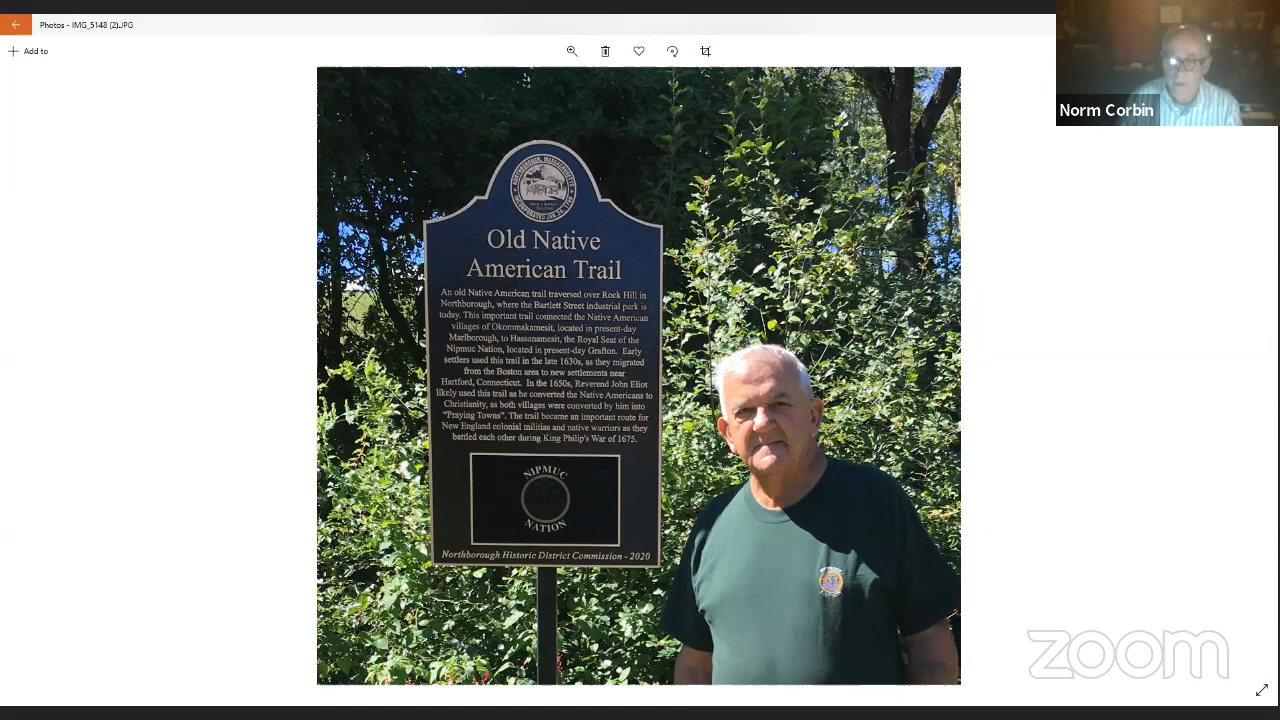 Photos - IMG_5148 (2).JPG
Add to
Norm Corbin
Old Native
American Trail
An old Native American trail traversed over Rock Hill in
Northborough, where the Bartlett Street industrial park is
today. This important trail connected the Native American
villages of Okommakamesit, located in present-day
Marlborough, to Hassanamesit, the Royal Seat of the
Nipmuc Nation, located in present-day Grafton. Early
settlers used this trail in the late 1630s, as they migrated
from the Boston area to new settlements near
Hartford, Connecticut. In the 1650s, Reverend John Eliot
likely used this trail as he converted the Native Americans to
Christianity, as both villages were converted by him into
"Praying Towns". The trail became an important route for
New England colonial militias and native warriors as they
battled each other during King Philip's War of 1675.
NIPMUC
NATION
Northborough Historic District Commission - 2020
zoom